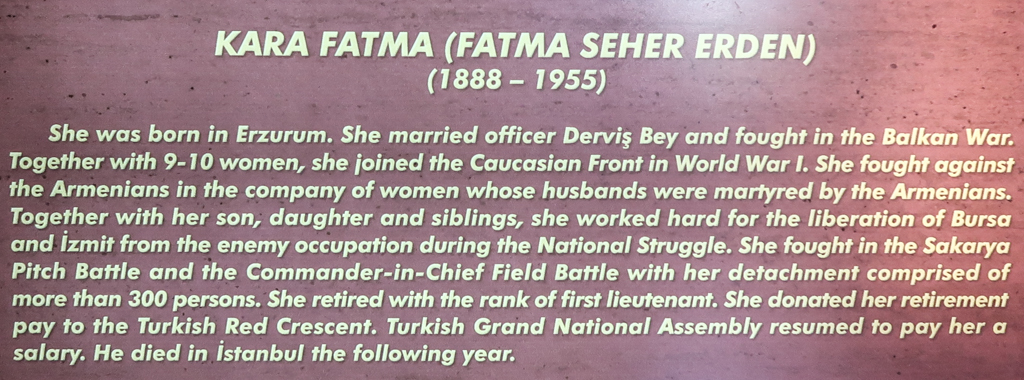 KARA FATMA (FATMA SEHER ERDEN)
(1888 – 1955)
She was born in Erzurum. She married officer Derviş Bey and fought in the Balkan War.
Together with 9-10 women, she joined the Caucasian Front in World War I. She fought against
the Armenians in the company of women whose husbands were martyred by the Armenians.
Together with her son, daughter and siblings, she worked hard for the liberation of Bursa
and İzmit from the enemy occupation during the National Struggle. She fought in the Sakarya
Pitch Battle and the Commander-in-Chief Field Battle with her detachment comprised of
more than 300 persons. She retired with the rank of first lieutenant. She donated her retirement
pay to the Turkish Red Crescent. Turkish Grand National Assembly resumed to pay her a
salary. He died in İstanbul the following year.